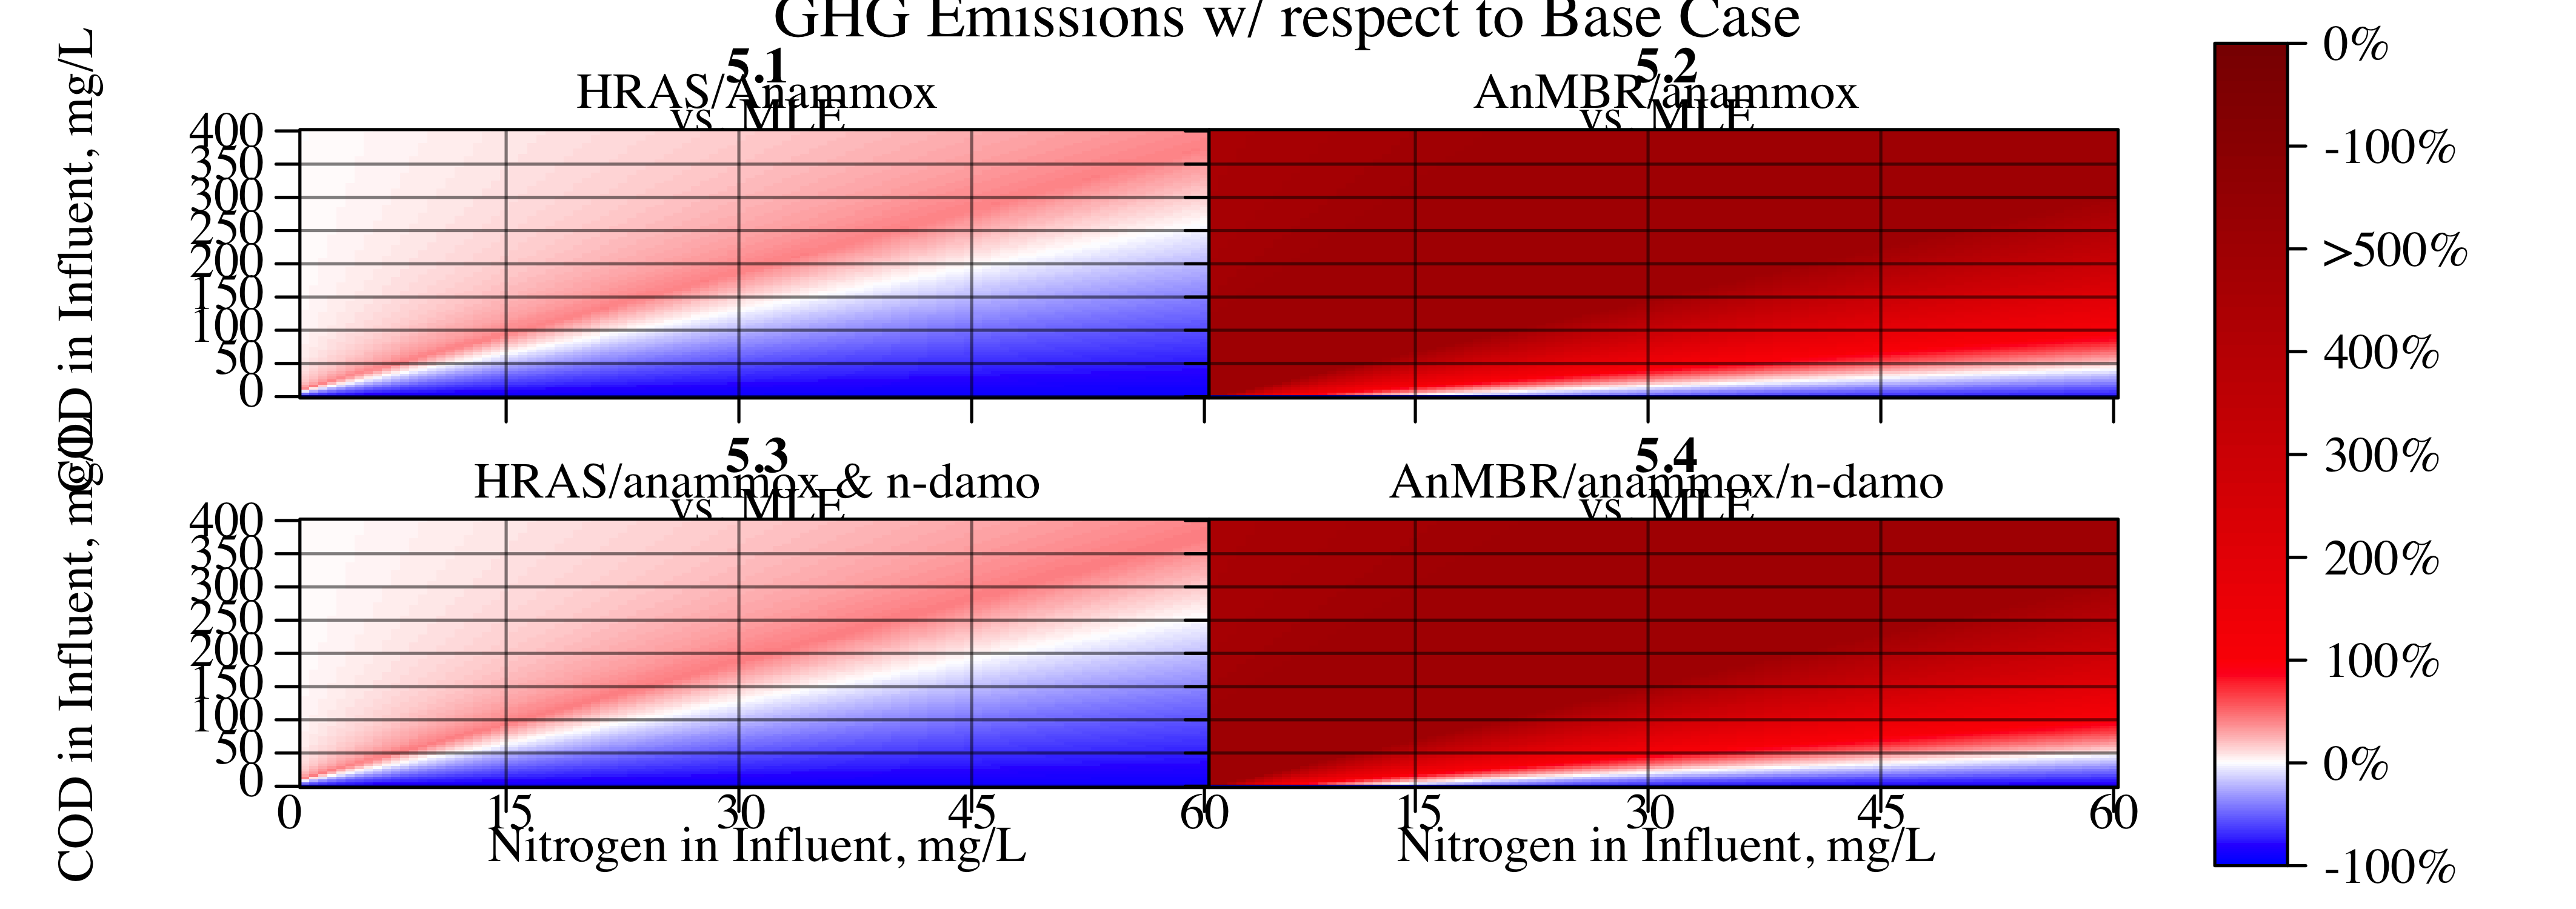 GHG Emissions w/ respect to Base Case
5.1
HRAS/Anammox
vs. MLE
5.2
AnMBR/anammox
vs. MLE
COD in Influent, mg/L
400
350
300
250
200
150
100
50
0
5.3
HRAS/anammox & n-damo
vs. MLE
5.4
AnMBR/anammox/n-damo
vs. MLE
COD in Influent, mg/L
400
350
300
250
200
150
100
50
0
0 15 30 45 60
Nitrogen in Influent, mg/L
15 30 45 60
Nitrogen in Influent, mg/L
0%
-100%
>500%
400%
300%
200%
100%
0%
-100%